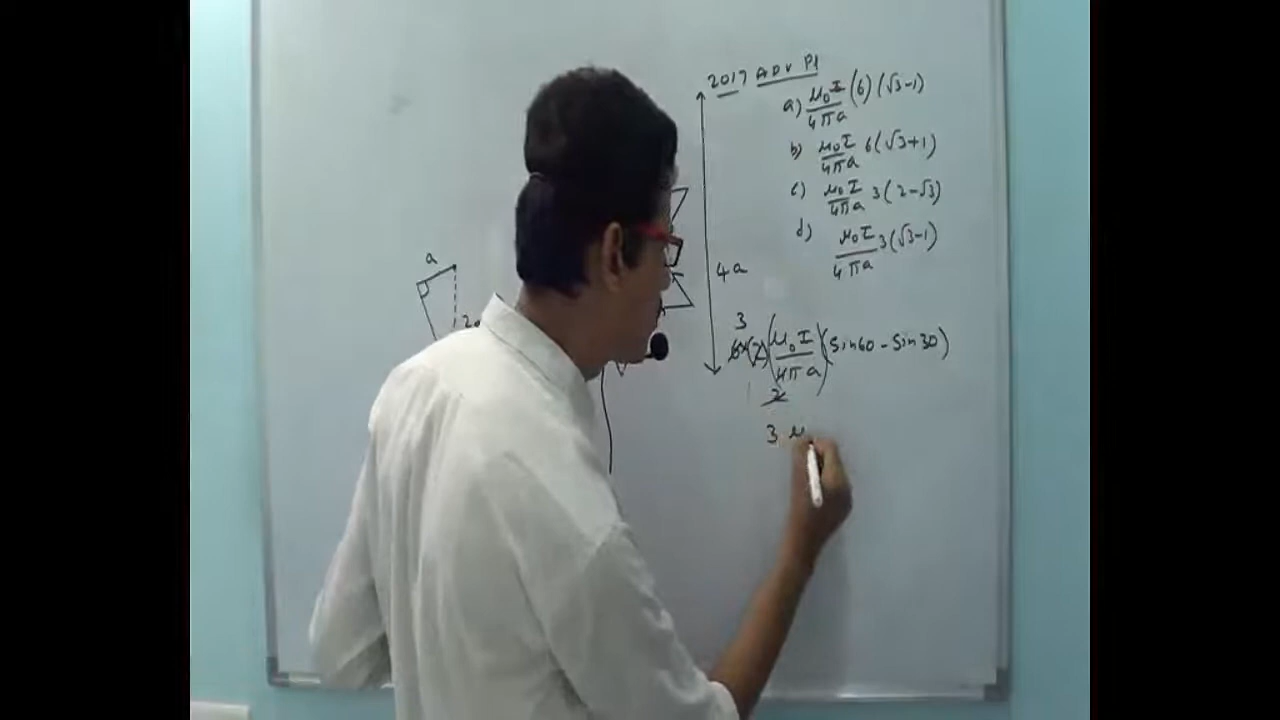 2017 ADV P1
a) μ₀I/4πa (6)(√3-1)
b) μ₀I/4πa 6(√3+1)
c) μ₀I/4πa 3(2-√3)
d) μ₀I/4πa 3(√3-1)
a
4a
3
(μ₀I/4πa)(sin60-sin30)
3 μ